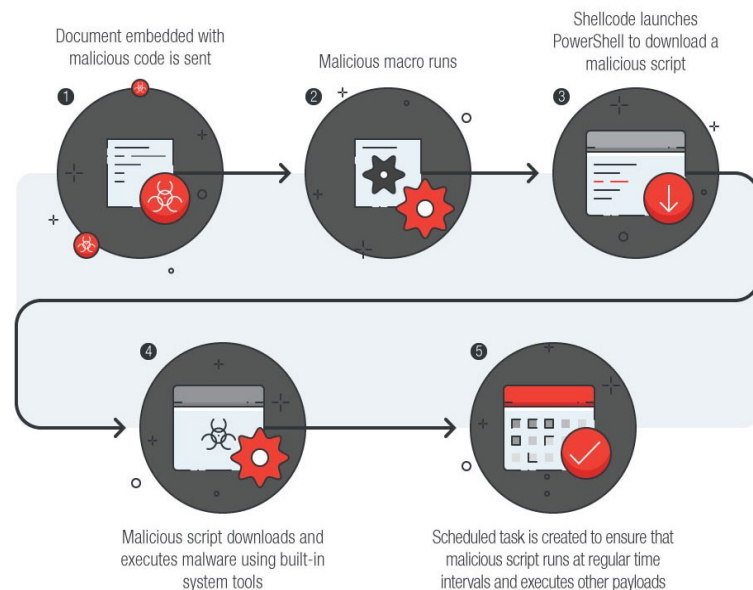 Document embedded with
malicious code is sent
1
Malicious macro runs
2
Shellcode launches
PowerShell to download a
malicious script
3
4
Malicious script downloads and
executes malware using built-in
system tools
5
Scheduled task is created to ensure that
malicious script runs at regular time
intervals and executes other payloads